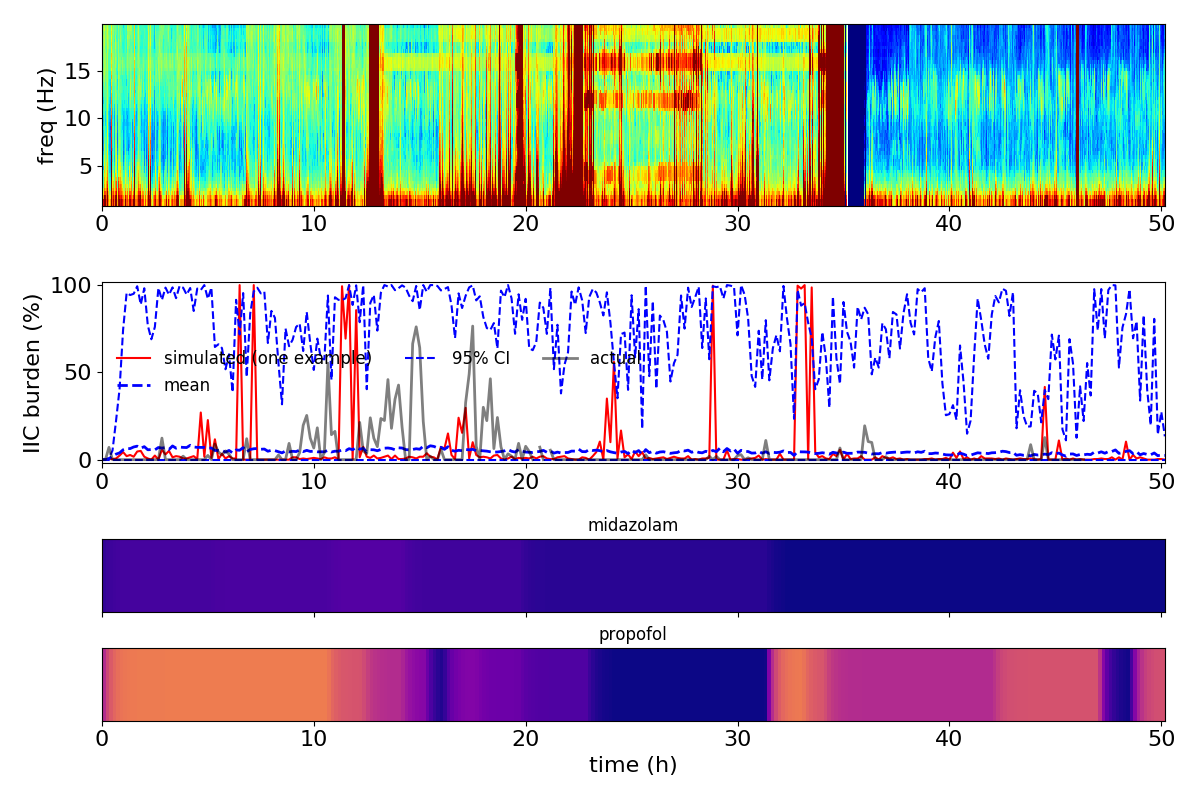 freq (Hz)
15
10
5
0 10 20 30 40 50
IIC burden (%)
100
50
0
simulated (one example) 95% CI actual
mean
0 10 20 30 40 50
midazolam
propofol
0 10 20 30 40 50
time (h)